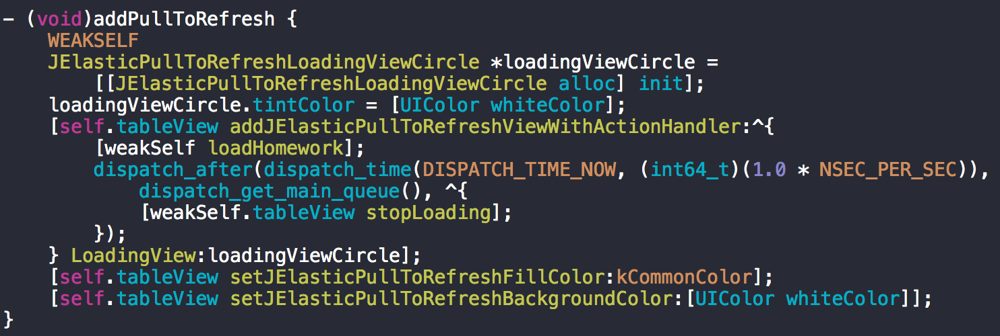 - (void)addPullToRefresh {
    WEAKSELF
    JElasticPullToRefreshLoadingViewCircle *loadingViewCircle =
        [[JElasticPullToRefreshLoadingViewCircle alloc] init];
    loadingViewCircle.tintColor = [UIColor whiteColor];
    [self.tableView addJElasticPullToRefreshViewWithActionHandler:^{
        [weakSelf loadHomework];
        dispatch_after(dispatch_time(DISPATCH_TIME_NOW, (int64_t)(1.0 * NSEC_PER_SEC)),
            dispatch_get_main_queue(), ^{
            [weakSelf.tableView stopLoading];
        });
    } LoadingView:loadingViewCircle];
    [self.tableView setJElasticPullToRefreshFillColor:kCommonColor];
    [self.tableView setJElasticPullToRefreshBackgroundColor:[UIColor whiteColor]];
}